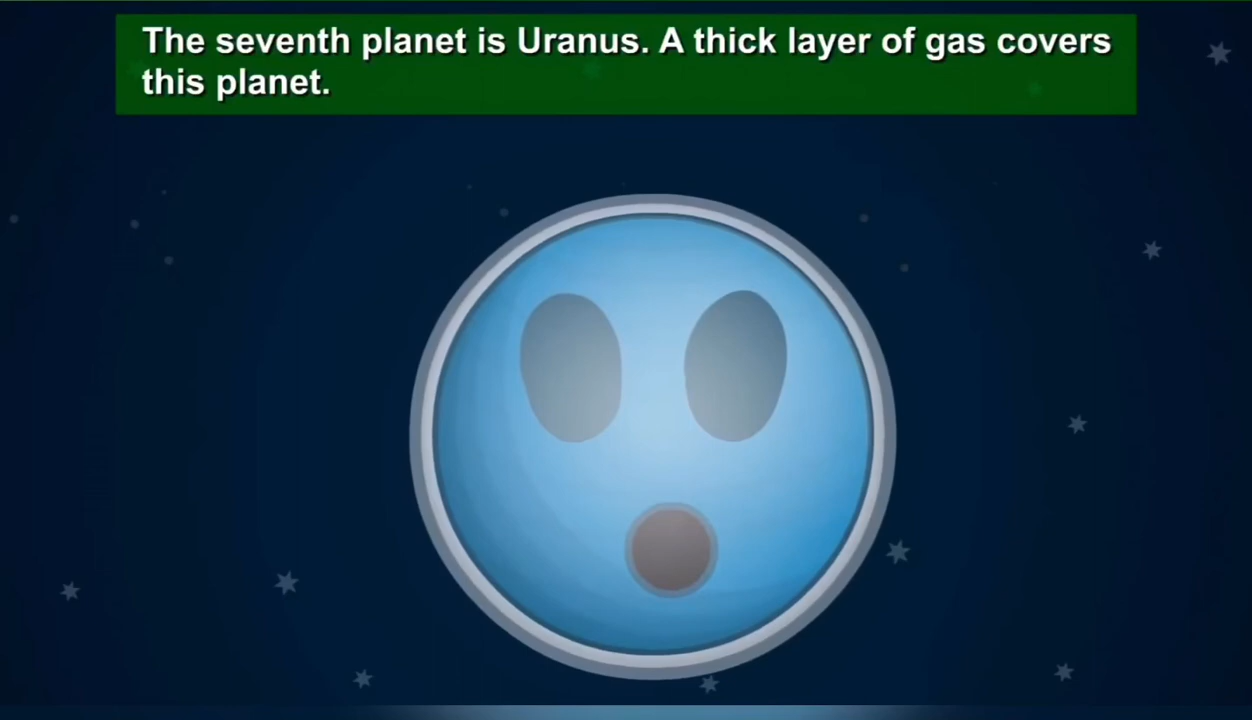 The seventh planet is Uranus. A thick layer of gas covers
this planet.